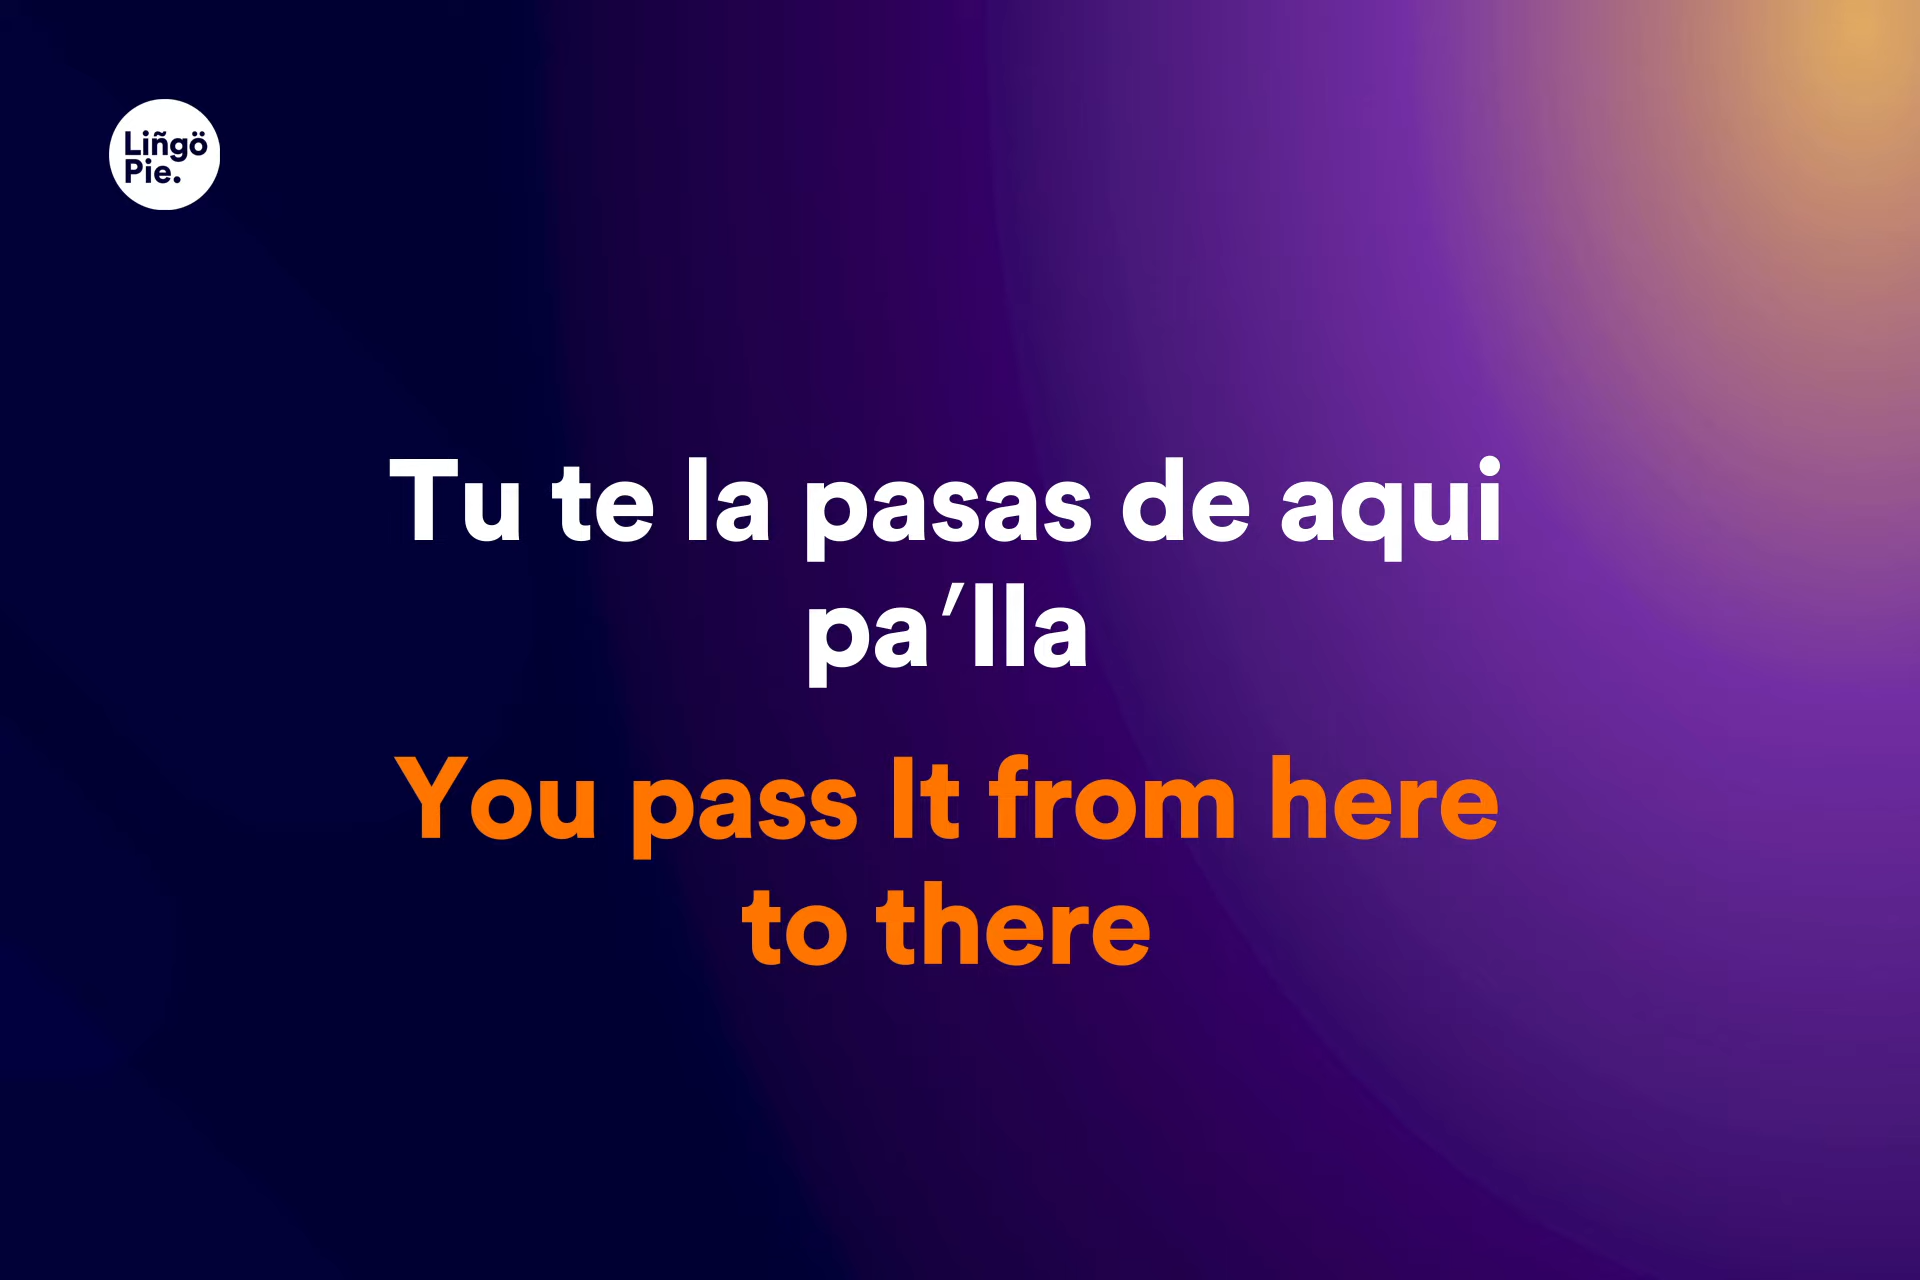 Liñgö
Pie.
Tu te la pasas de aqui
pa’lla
You pass It from here
to there